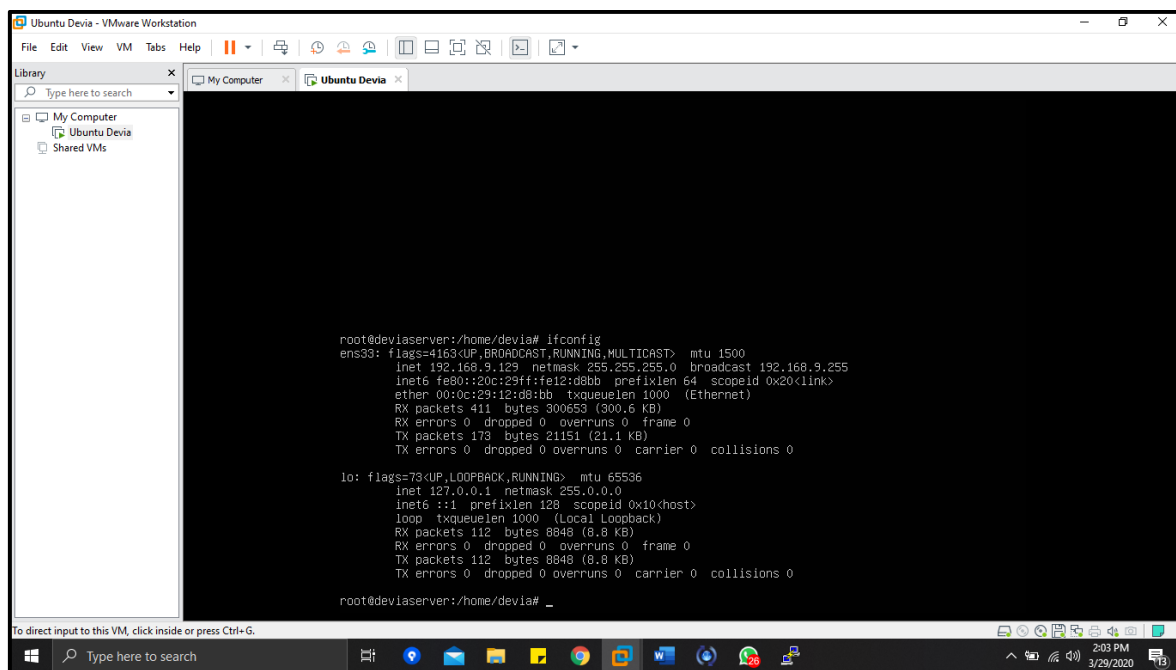 Ubuntu Devia - VMware Workstation
File Edit View VM Tabs Help
Library
Type here to search
My Computer
Ubuntu Devia
Shared VMs
My Computer
Ubuntu Devia
root@deviaserver:/home/devia# ifconfig
ens33: flags=4163<UP,BROADCAST,RUNNING,MULTICAST>  mtu 1500
        inet 192.168.9.129  netmask 255.255.255.0  broadcast 192.168.9.255
        inet6 fe80::20c:29ff:fe12:d8bb  prefixlen 64  scopeid 0x20<link>
        ether 00:0c:29:12:d8:bb  txqueuelen 1000  (Ethernet)
        RX packets 411  bytes 300653 (300.6 KB)
        RX errors 0  dropped 0  overruns 0  frame 0
        TX packets 173  bytes 21151 (21.1 KB)
        TX errors 0  dropped 0 overruns 0  carrier 0  collisions 0
lo: flags=73<UP,LOOPBACK,RUNNING>  mtu 65536
        inet 127.0.0.1  netmask 255.0.0.0
        inet6 ::1  prefixlen 128  scopeid 0x10<host>
        loop  txqueuelen 1000  (Local Loopback)
        RX packets 112  bytes 8848 (8.8 KB)
        RX errors 0  dropped 0  overruns 0  frame 0
        TX packets 112  bytes 8848 (8.8 KB)
        TX errors 0  dropped 0 overruns 0  carrier 0  collisions 0
root@deviaserver:/home/devia# _
To direct input to this VM, click inside or press Ctrl+G.
Type here to search
26
2:03 PM
3/29/2020
13